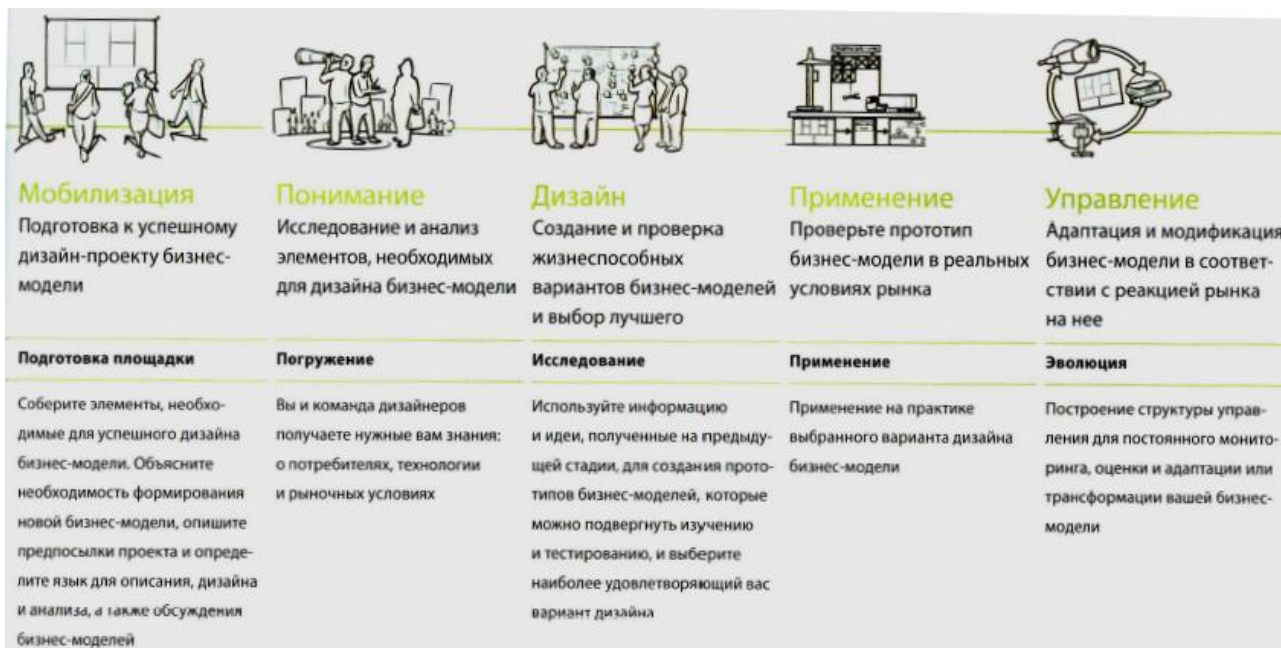 Мобилизация
Подготовка к успешному
дизайн-проекту бизнес-
модели
Понимание
Исследование и анализ
элементов, необходимых
для дизайна бизнес-модели
Дизайн
Создание и проверка
жизнеспособных
вариантов бизнес-моделей
и выбор лучшего
Применение
Проверьте прототип
бизнес-модели в реальных
условиях рынка
Управление
Адаптация и модификация
бизнес-модели в соответ-
ствии с реакцией рынка
на нее
Подготовка площадки
Соберите элементы, необхо-
димые для успешного дизайна
бизнес-модели. Объясните
необходимость формирования
новой бизнес-модели, опишите
предпосылки проекта и опреде-
лите язык для описания, дизайна
и анализа, а также обсуждения
бизнес-моделей
Погружение
Вы и команда дизайнеров
получаете нужные вам знания:
о потребителях, технологии
и рыночных условиях
Исследование
Используйте информацию
и идеи, полученные на предыду-
щей стадии, для создания прото-
типов бизнес-моделей, которые
можно подвергнуть изучению
и тестированию, и выберите
наиболее удовлетворяющий вас
вариант дизайна
Применение
Применение на практике
выбранного варианта дизайна
бизнес-модели
Эволюция
Построение структуры управ-
ления для постоянного монито-
ринга, оценки и адаптации или
трансформации вашей бизнес-
модели